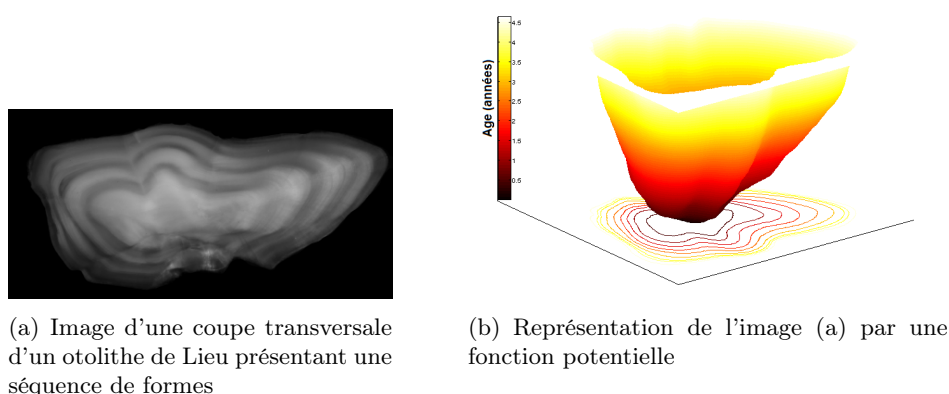 Age (années)
4.5
4
3.5
3
2.5
2
1.5
1
0.5
(a) Image d'une coupe transversale
d'un otolithe de Lieu présentant une
séquence de formes
(b) Représentation de l'image (a) par une
fonction potentielle